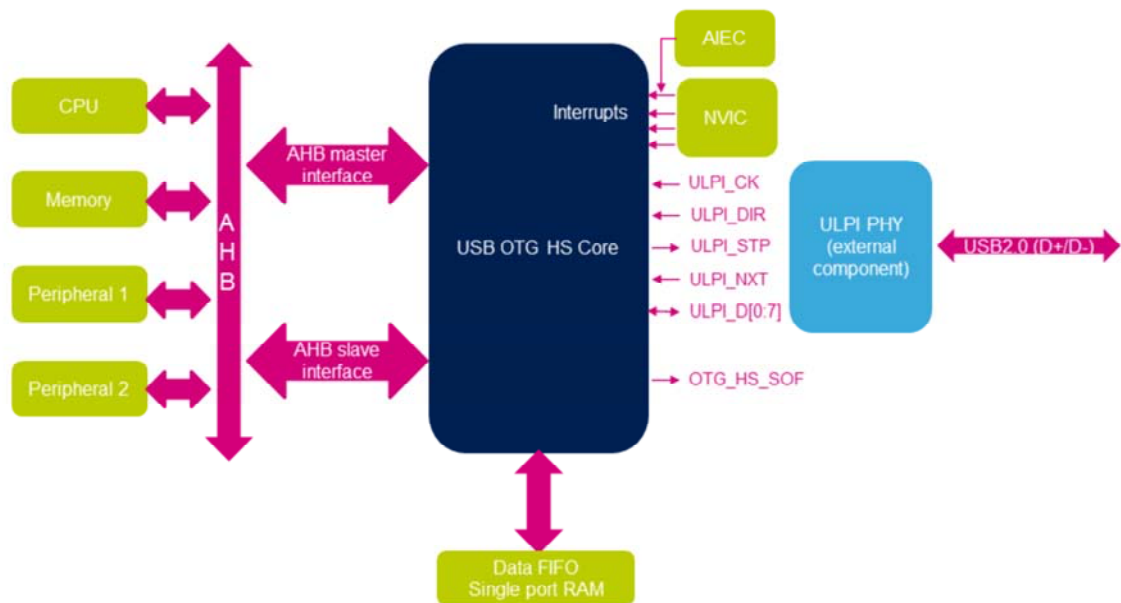 CPU
Memory
Peripheral 1
Peripheral 2
A
H
B
AHB master
interface
AHB slave
interface
Interrupts
USB OTG HS Core
AIEC
NVIC
ULPI_CK
ULPI_DIR
ULPI_STP
ULPI_NXT
ULPI_D[0:7]
OTG_HS_SOF
ULPI PHY
(external
component)
USB2.0 (D+/D-)
Data FIFO
Single port RAM